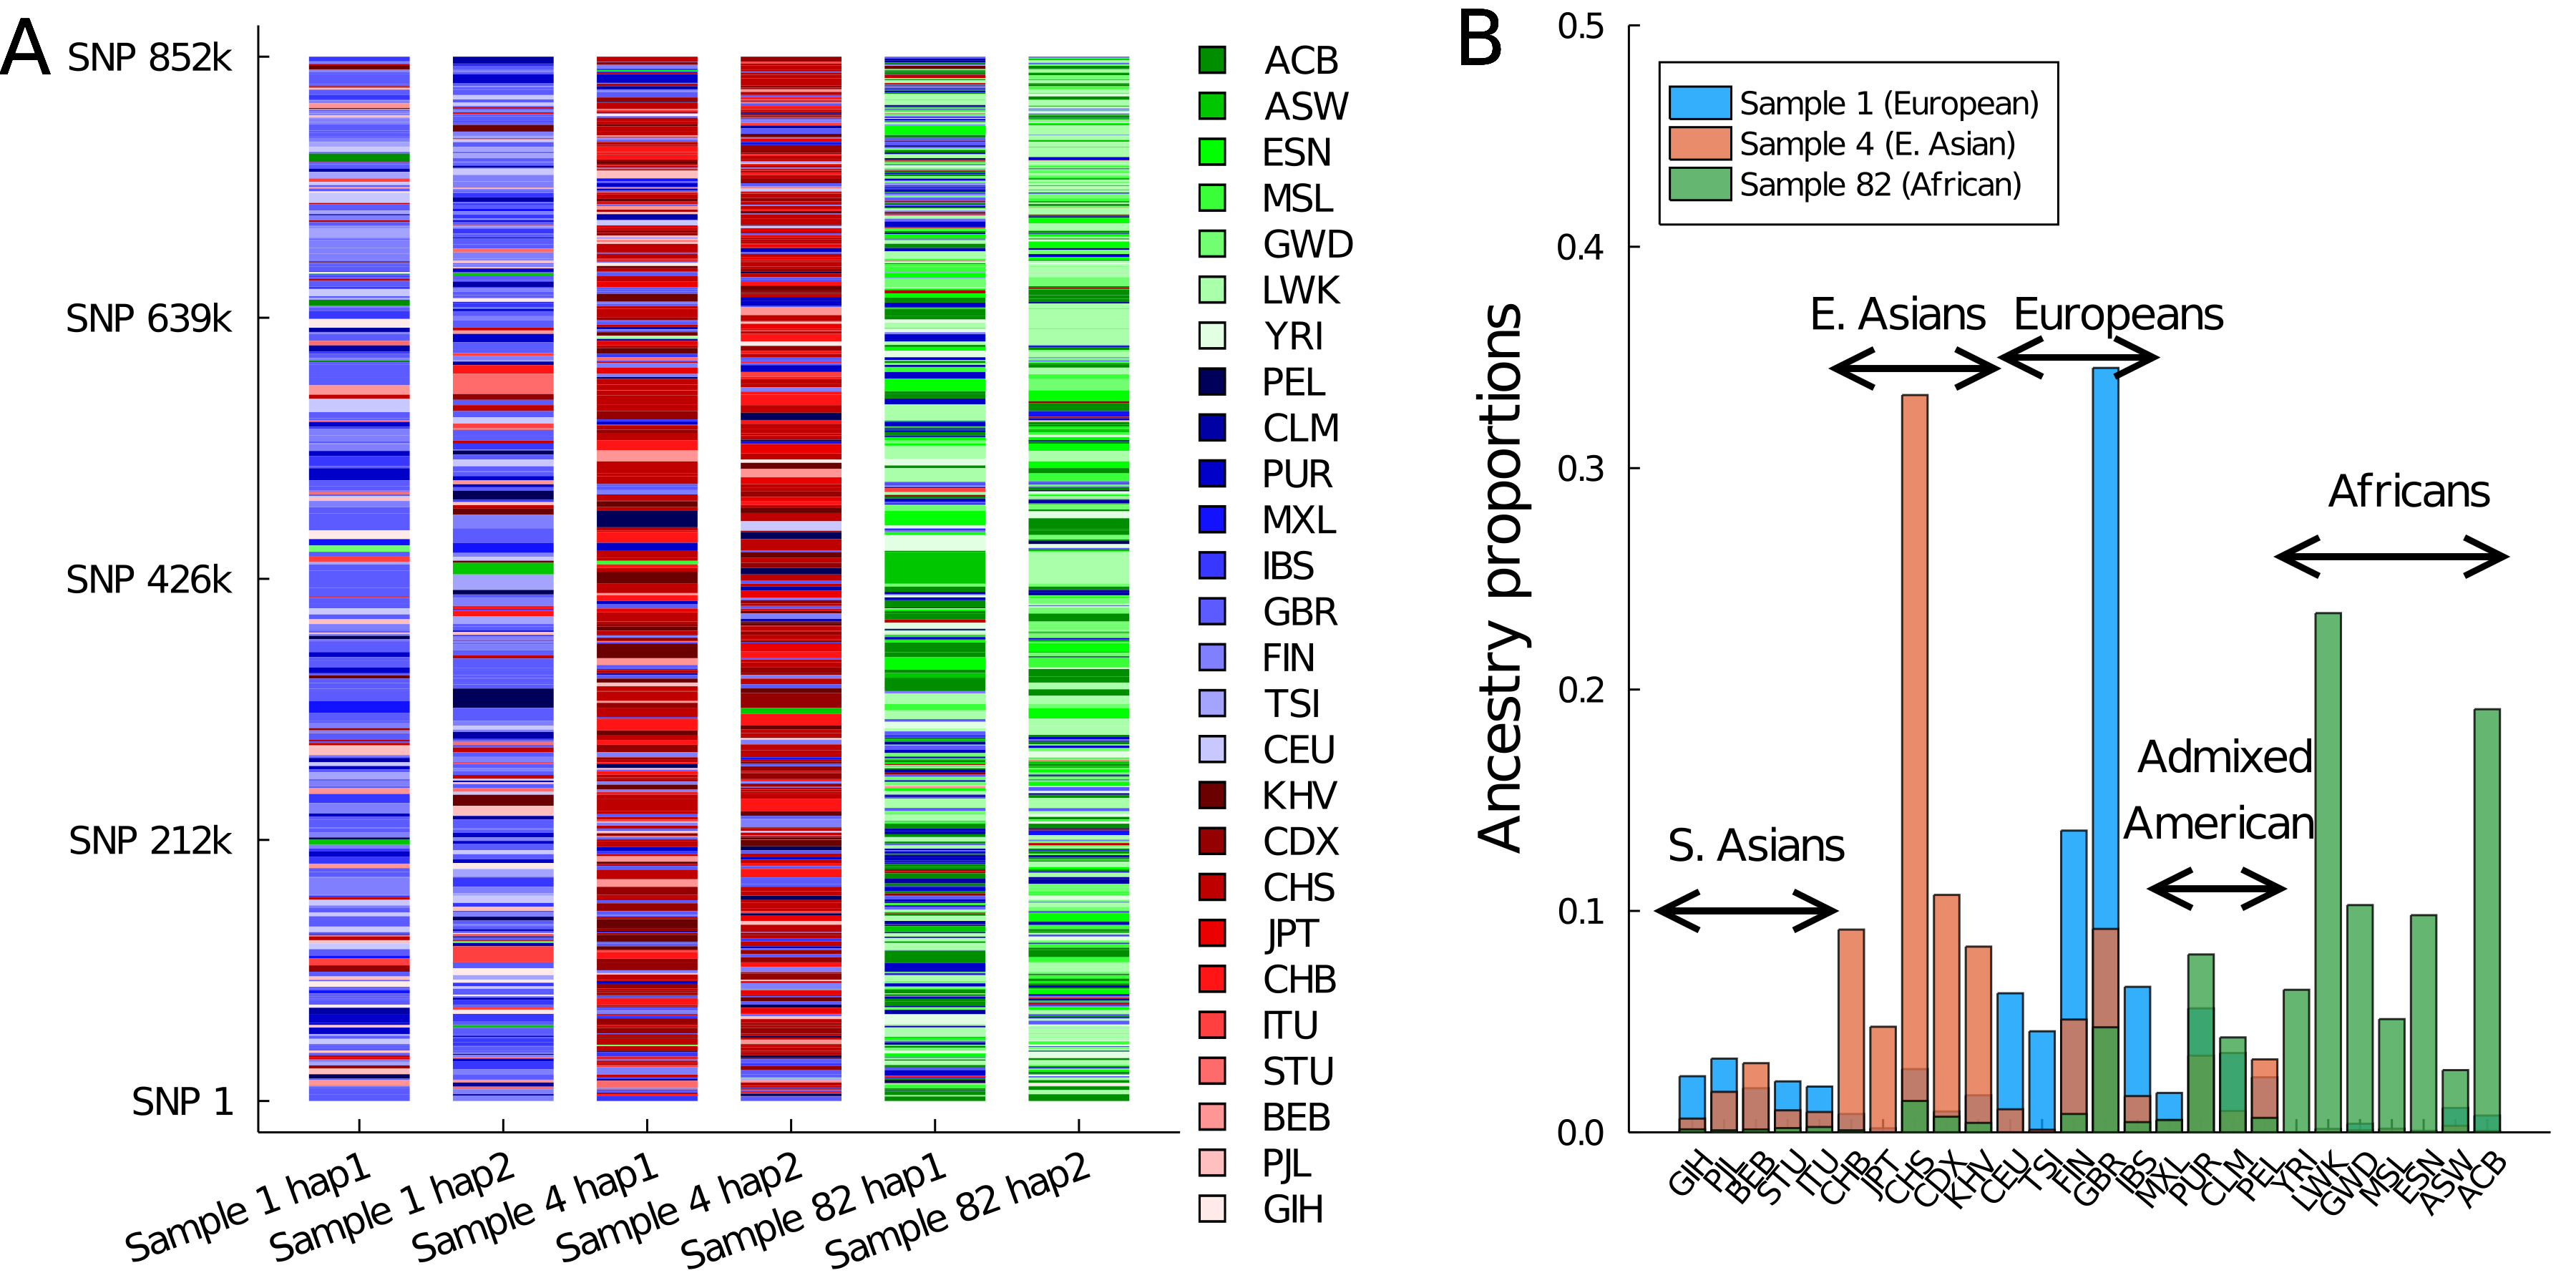 A
SNP 852k
SNP 639k
SNP 426k
SNP 212k
SNP 1
Sample 1 hap1
Sample 1 hap2
Sample 4 hap1
Sample 4 hap2
Sample 82 hap1
Sample 82 hap2
ACB
ASW
ESN
MSL
GWD
LWK
YRI
PEL
CLM
PUR
MXL
IBS
GBR
FIN
TSI
CEU
KHV
CDX
CHS
JPT
CHB
ITU
STU
BEB
PJL
GIH
B
Ancestry proportions
0.5
0.4
0.3
0.2
0.1
0.0
Sample 1 (European)
Sample 4 (E. Asian)
Sample 82 (African)
E. Asians
Europeans
Africans
Admixed
American
S. Asians
GIH
PJL
BEB
STU
ITU
CHB
JPT
CHS
CDX
KHV
CEU
TSI
FIN
GBR
IBS
MXL
PUR
CLM
PEL
YRI
LWK
GWD
MSL
ESN
ASW
ACB